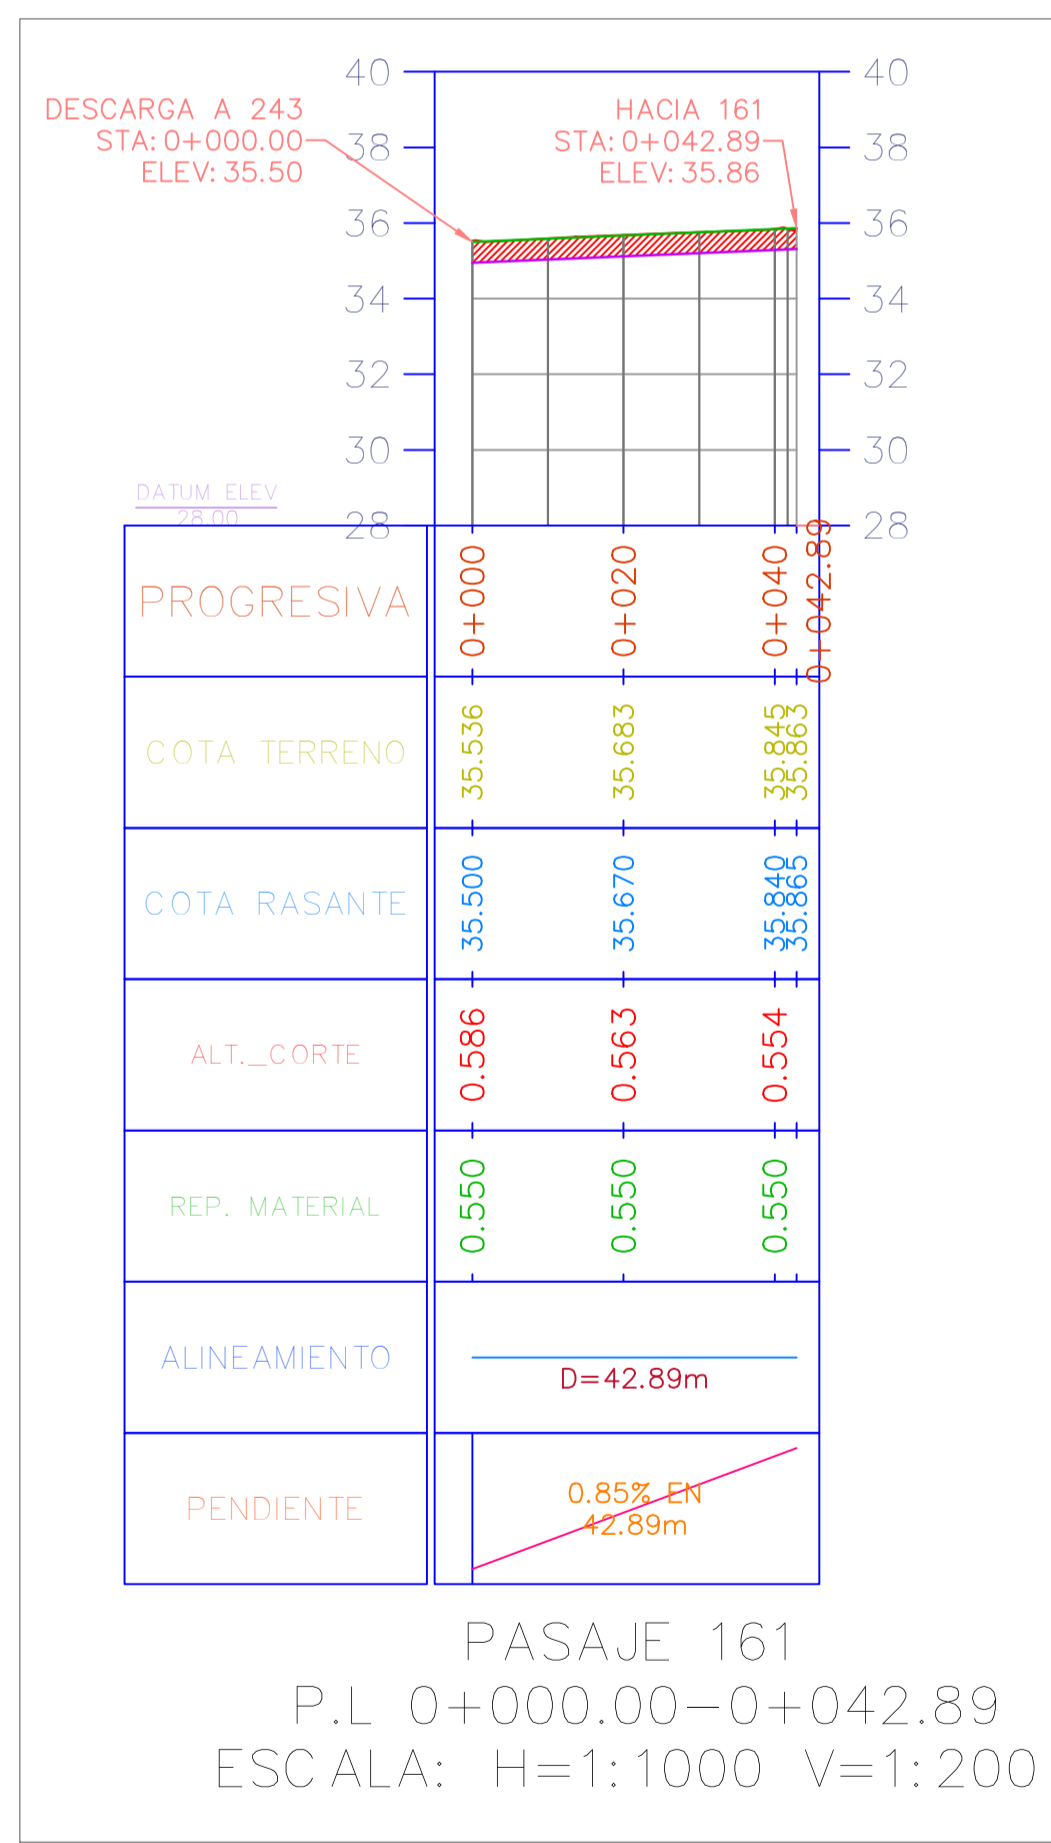 40
40
DESCARGA A 243
STA: 0+000.00
ELEV: 35.50
HACIA 161
STA: 0+042.89
ELEV: 35.86
38
38
36
36
34
34
32
32
30
30
DATUM ELEV
28.00
28
28
PROGRESIVA
0+000
0+020
0+040
0+042.89
COTA TERRENO
35.536
35.683
35.845
35.863
COTA RASANTE
35.500
35.670
35.840
35.865
ALT._CORTE
0.586
0.563
0.554
REP. MATERIAL
0.550
0.550
0.550
ALINEAMIENTO
D=42.89m
PENDIENTE
0.85% EN
42.89m
PASAJE 161
P.L 0+000.00-0+042.89
ESCALA: H=1:1000 V=1:200